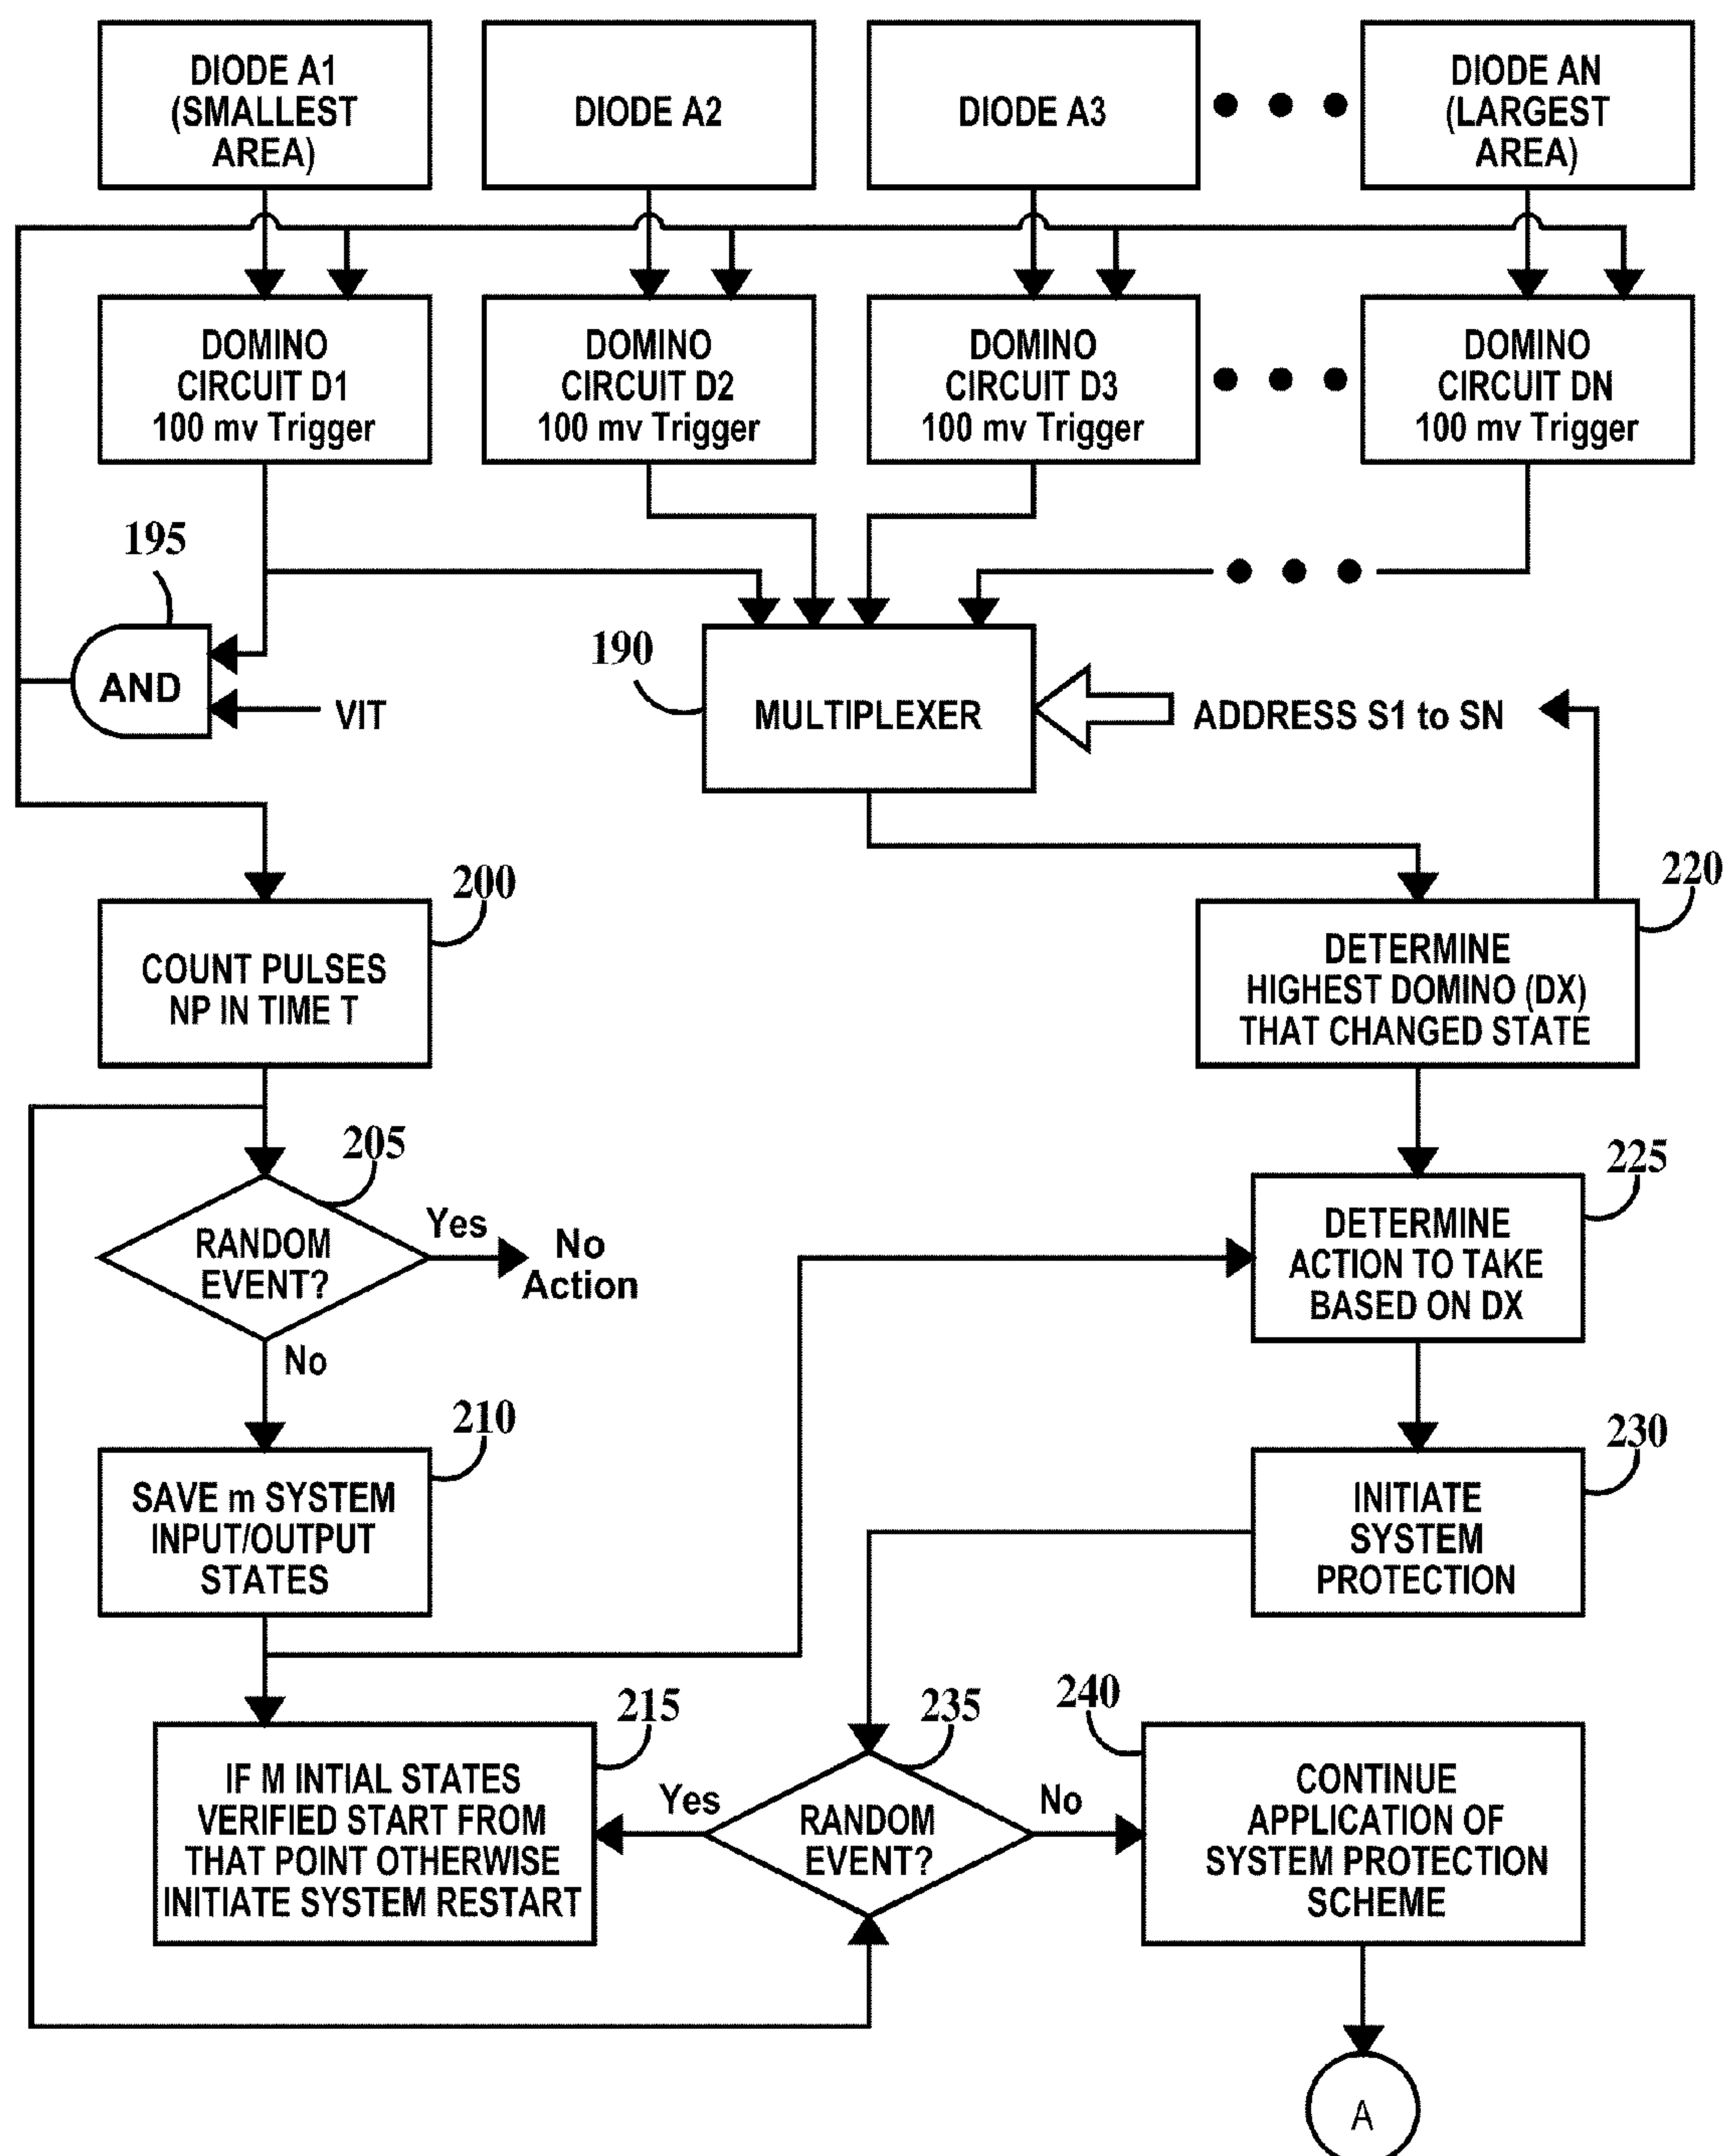 DIODE A1
(SMALLEST
AREA)
DIODE A2
DIODE A3
DIODE AN
(LARGEST
AREA)
DOMINO
CIRCUIT D1
100 mv Trigger
DOMINO
CIRCUIT D2
100 mv Trigger
DOMINO
CIRCUIT D3
100 mv Trigger
DOMINO
CIRCUIT DN
100 mv Trigger
195
AND
VIT
190
MULTIPLEXER
ADDRESS S1 to SN
200
COUNT PULSES
NP IN TIME T
220
DETERMINE
HIGHEST DOMINO (DX)
THAT CHANGED STATE
205
RANDOM
EVENT?
Yes
No
Action
No
225
DETERMINE
ACTION TO TAKE
BASED ON DX
210
SAVE m SYSTEM
INPUT/OUTPUT
STATES
230
INITIATE
SYSTEM
PROTECTION
215
IF M INTIAL STATES
VERIFIED START FROM
THAT POINT OTHERWISE
INITIATE SYSTEM RESTART
Yes
235
RANDOM
EVENT?
No
240
CONTINUE
APPLICATION OF
SYSTEM PROTECTION
SCHEME
A